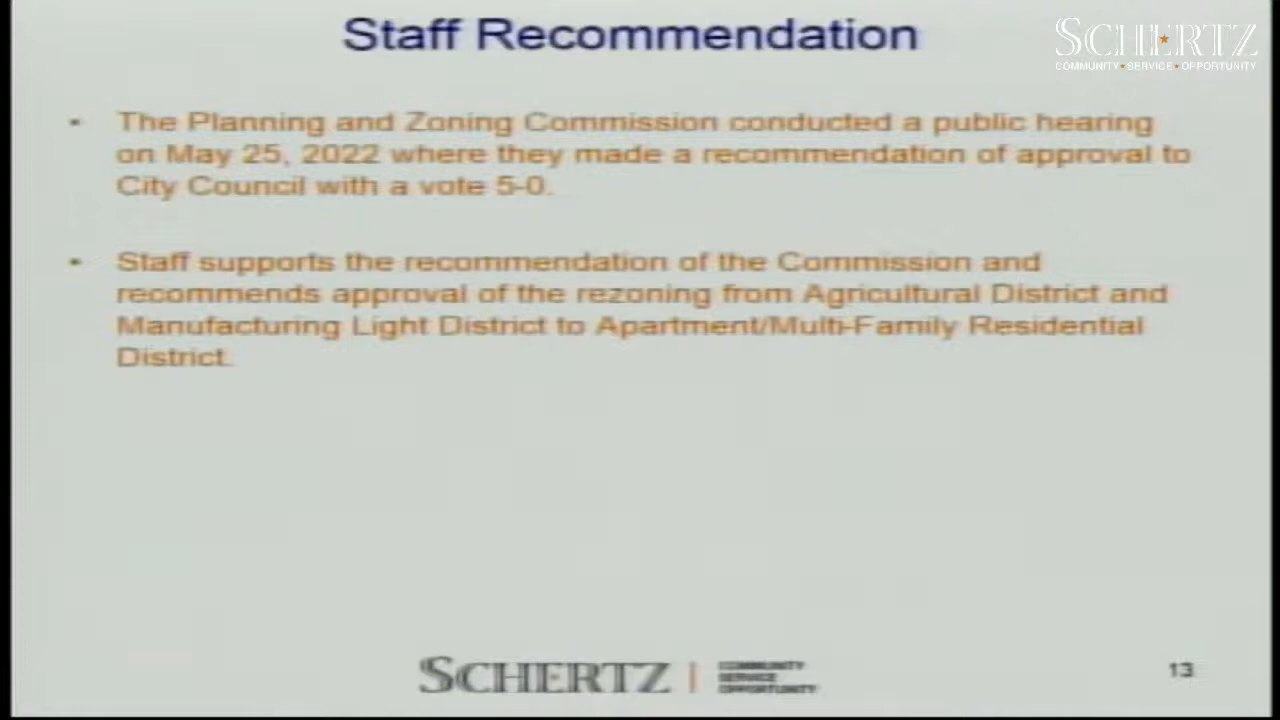 Staff Recommendation
SCHERTZ
COMMUNITY★SERVICE★OPPORTUNITY
• The Planning and Zoning Commission conducted a public hearing
on May 25, 2022 where they made a recommendation of approval to
City Council with a vote 5-0.
• Staff supports the recommendation of the Commission and
recommends approval of the rezoning from Agricultural District and
Manufacturing Light District to Apartment/Multi-Family Residential
District.
SCHERTZ | COMMUNITY
SERVICE
OPPORTUNITY
13